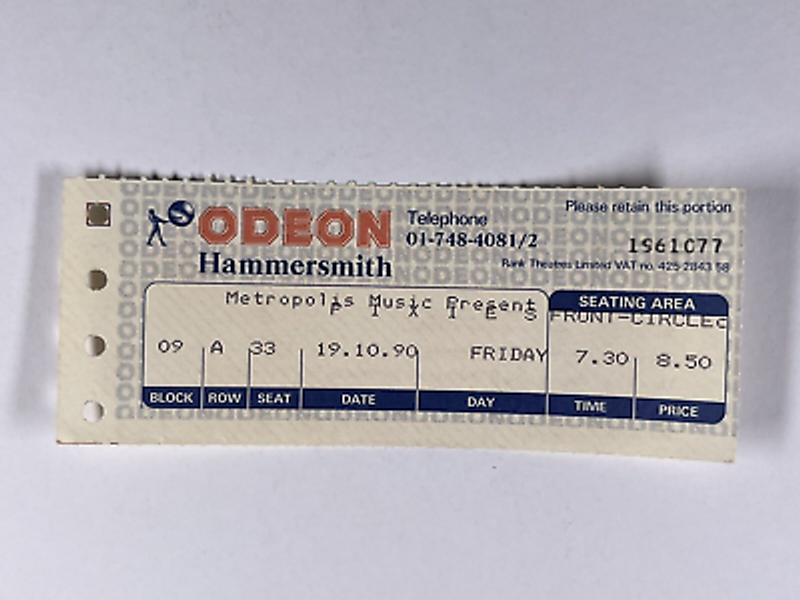 ODEON
Hammersmith
Telephone
01-748-4081/2
Please retain this portion
1961077
Rank Theatres Limited VAT no. 425 2843 58
Metropolis Music Present
P I X I E S
SEATING AREA
FRONT-CIRCLE
09 A 33 19.10.90 FRIDAY 7.30 8.50
BLOCK ROW SEAT DATE DAY TIME PRICE